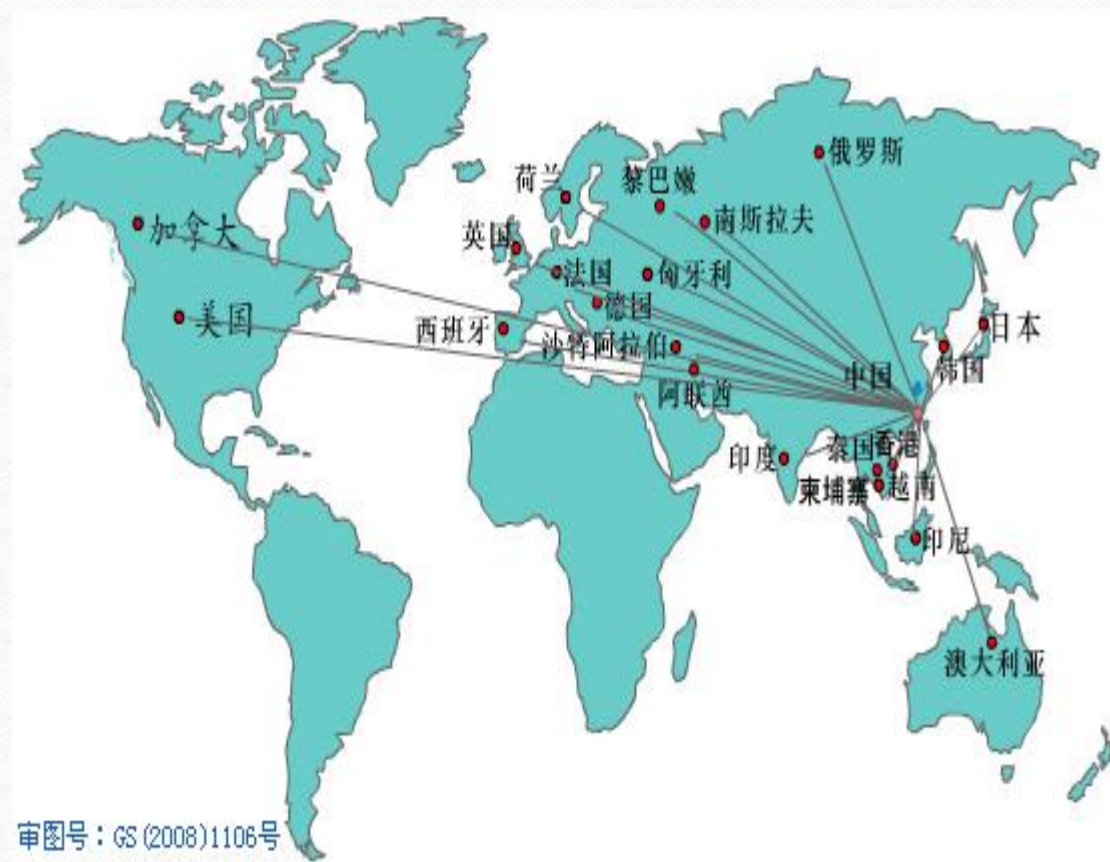 俄罗斯
荷兰
黎巴嫩
南斯拉夫
加拿大
英国
法国
匈牙利
德国
美国
西班牙
日本
沙特阿拉伯
韩国
中国
阿联酋
香港
泰国
印度
越南
柬埔寨
印尼
澳大利亚
审图号：GS(2008)1106号